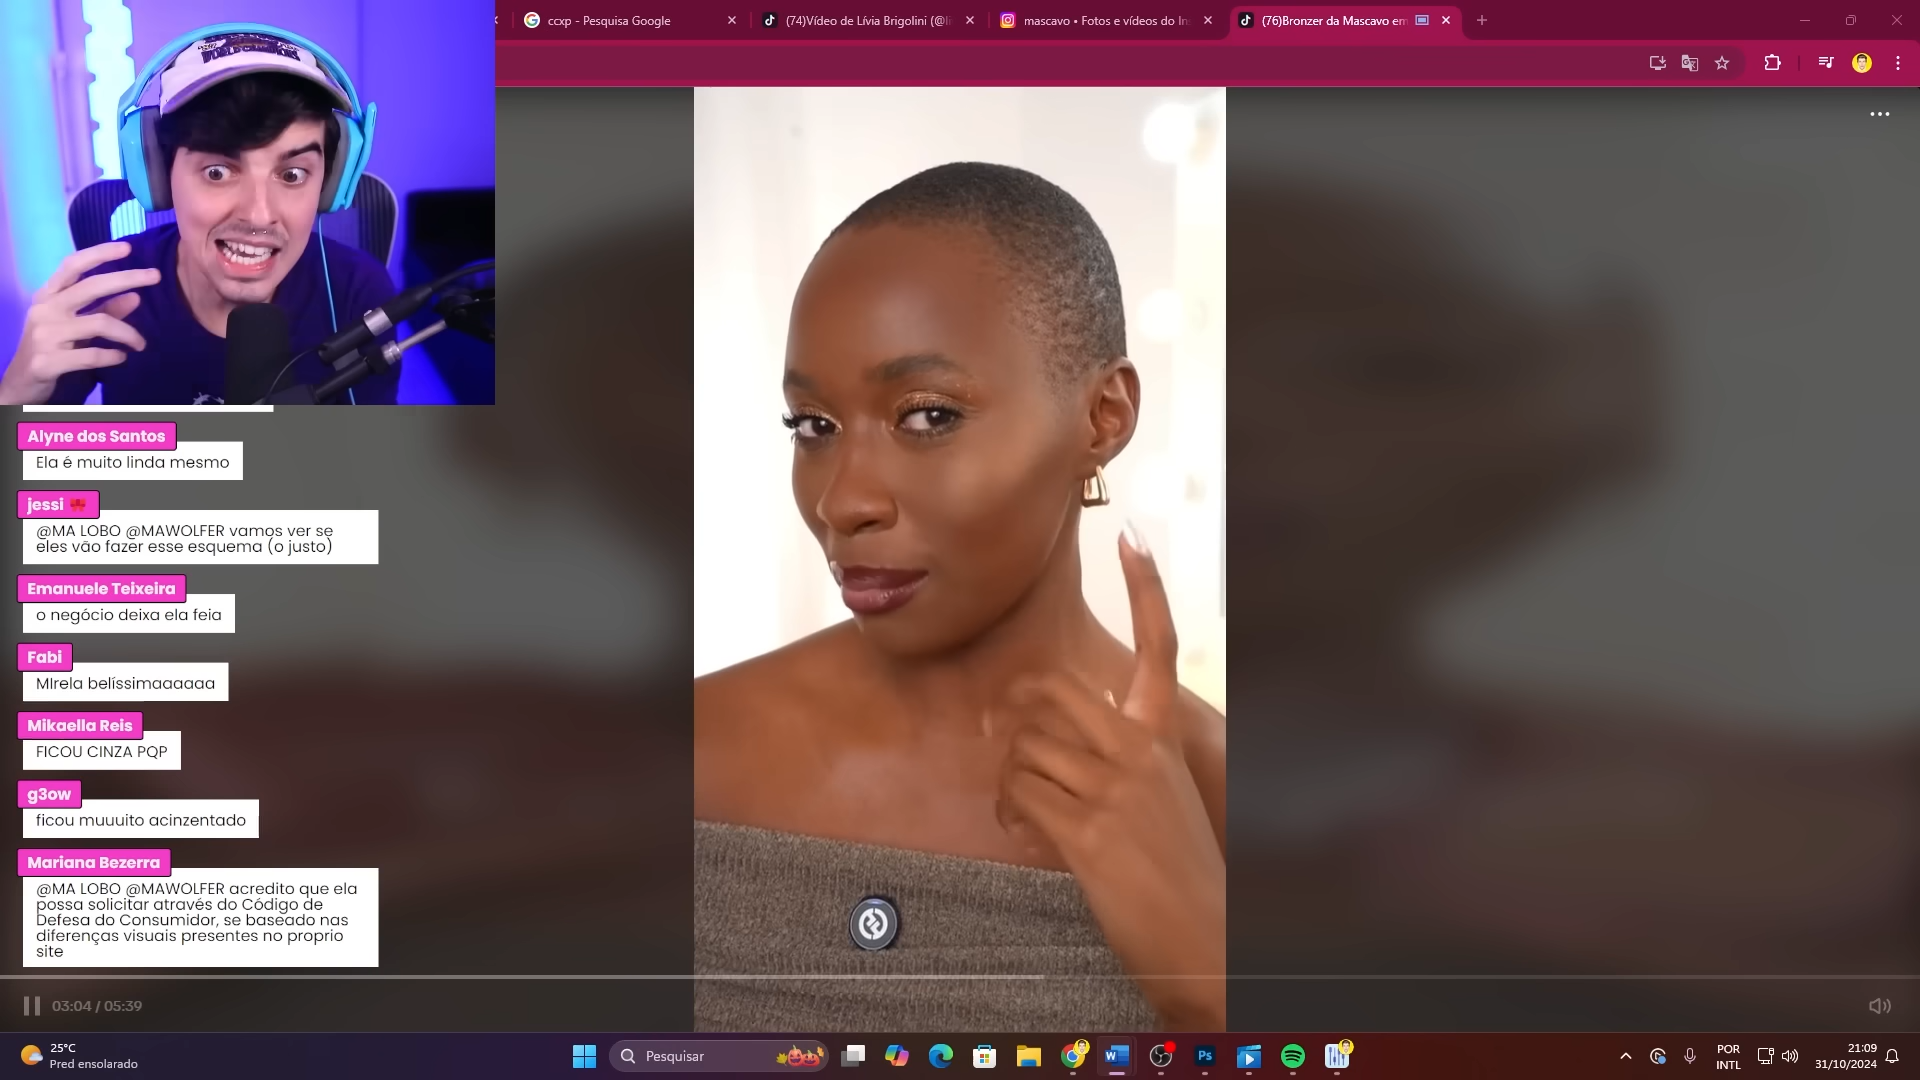 ccxp - Pesquisa Google
(74)Vídeo de Lívia Brigolini (@li
mascavo • Fotos e vídeos do In
(76)Bronzer da Mascavo em
Alyne dos Santos
Ela é muito linda mesmo
jessi
@MA LOBO @MAWOLFER vamos ver se
eles vão fazer esse esquema (o justo)
Emanuele Teixeira
o negócio deixa ela feia
Fabi
MIrela belíssimaaaaaa
Mikaella Reis
FICOU CINZA PQP
g3ow
ficou muuuito acinzentado
Mariana Bezerra
@MA LOBO @MAWOLFER acredito que ela
possa solicitar através do Código de
Defesa do Consumidor, se baseado nas
diferenças visuais presentes no proprio
site
03:04 / 05:39
25°C
Pred ensolarado
Pesquisar
W
Ps
POR
INTL
21:09
31/10/2024